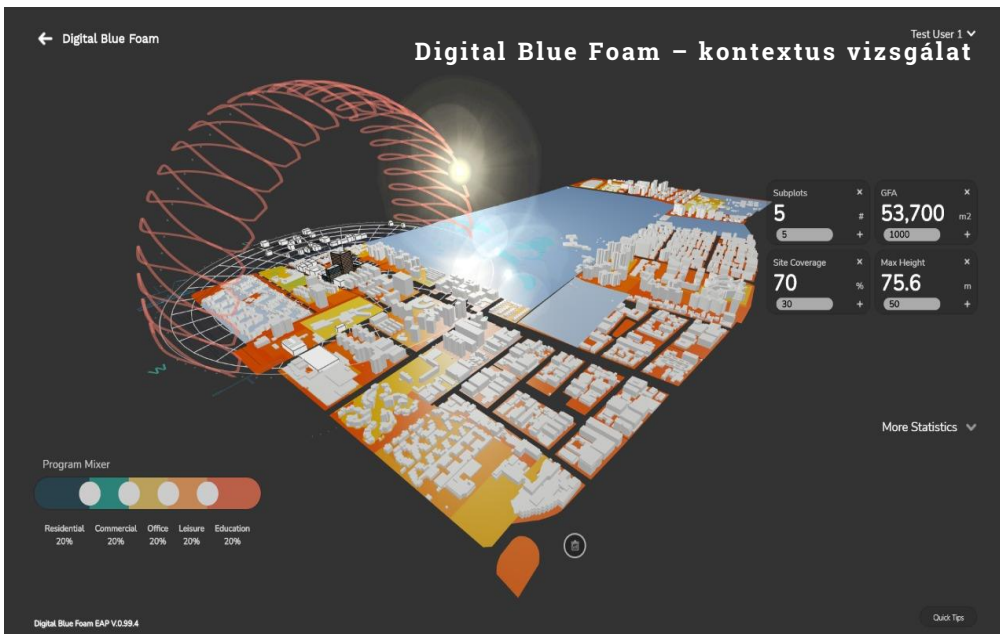 Digital Blue Foam
Test User 1
Digital Blue Foam – kontextus vizsgálat
Subplots ×
5 #
5 +
GFA ×
53,700 m2
1000 +
Site Coverage ×
70 %
30 +
Max Height ×
75.6 m
50 +
More Statistics
Program Mixer
Residential Commercial Office Leisure Education
20% 20% 20% 20% 20%
Digital Blue Foam EAP V.0.99.4
Quick Tips